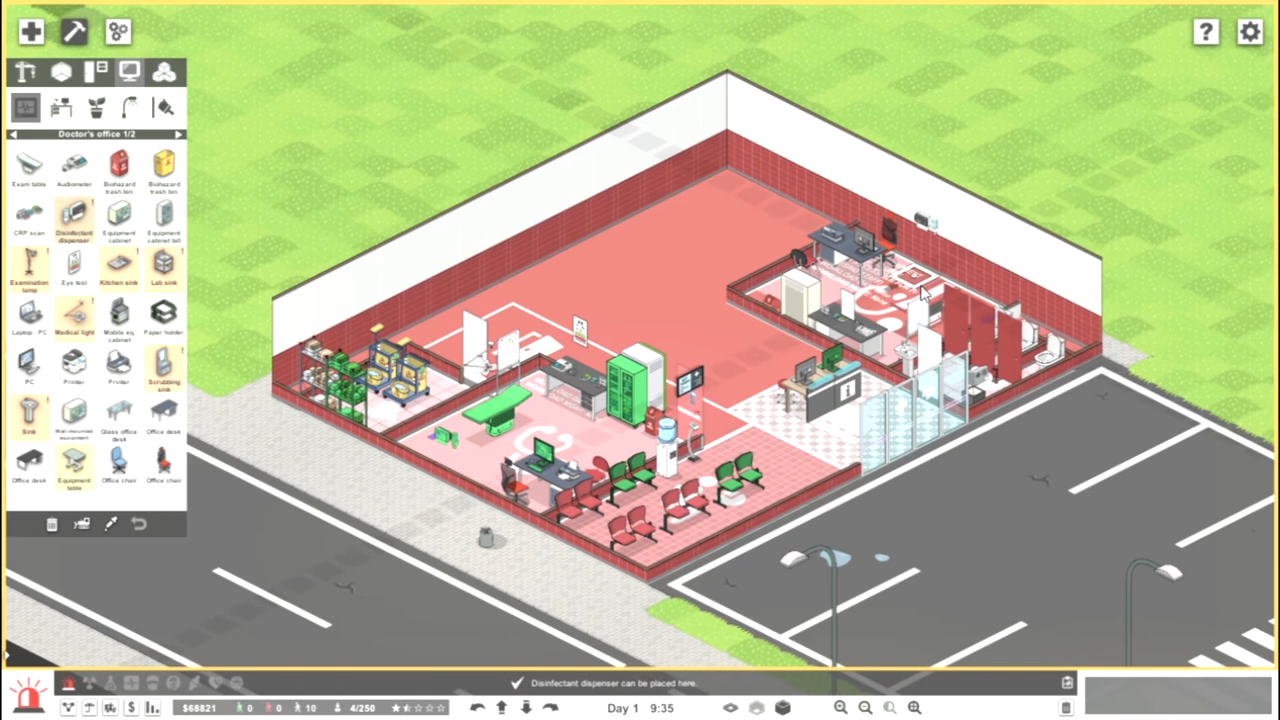 ?
Doctor's office 1/2
Exam table
Audiometer
Biohazard trash bin
Biohazard trash bin
CRP scan
Disinfectant dispenser
Equipment cabinet
Equipment cabinet tall
Examination lamp
Eye test
Kitchen sink
Lab sink
Laptop - PC
Medical light
Mobile eq. cabinet
Paper holder
PC
Printer
Printer
Scrubbing sink
Sink
Wall-mounted equipment
Glass office desk
Office desk
Office desk
Equipment table
Office chair
Office chair
i
Disinfectant dispenser can be placed here.
$
$68821
0
0
10
4/250
Day 1
9:35